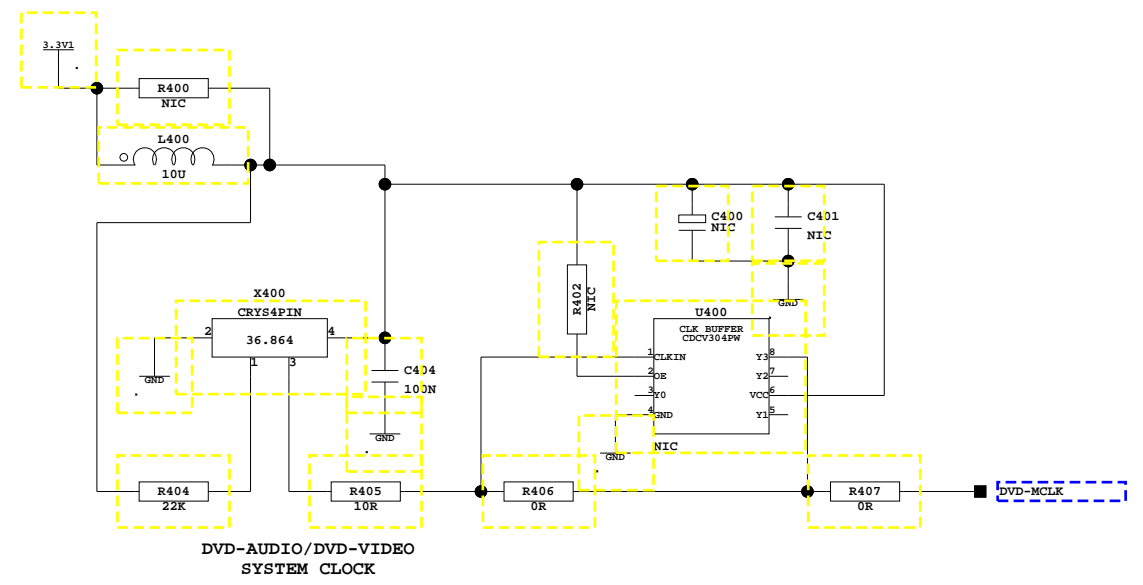 3.3V1
R400
NIC
L400
10U
C400
NIC
C401
NIC
GND
R402
NIC
X400
CRYS4PIN
36.864
2
4
1
3
GND
C404
100N
GND
U400
CLK BUFFER
CDCV304PW
1 CLKIN
2 OE
3 Y0
4 GND
Y3 8
Y2 7
VCC 6
Y1 5
NIC
GND
R404
22K
R405
10R
R406
0R
R407
0R
DVD-MCLK
DVD-AUDIO/DVD-VIDEO
SYSTEM CLOCK